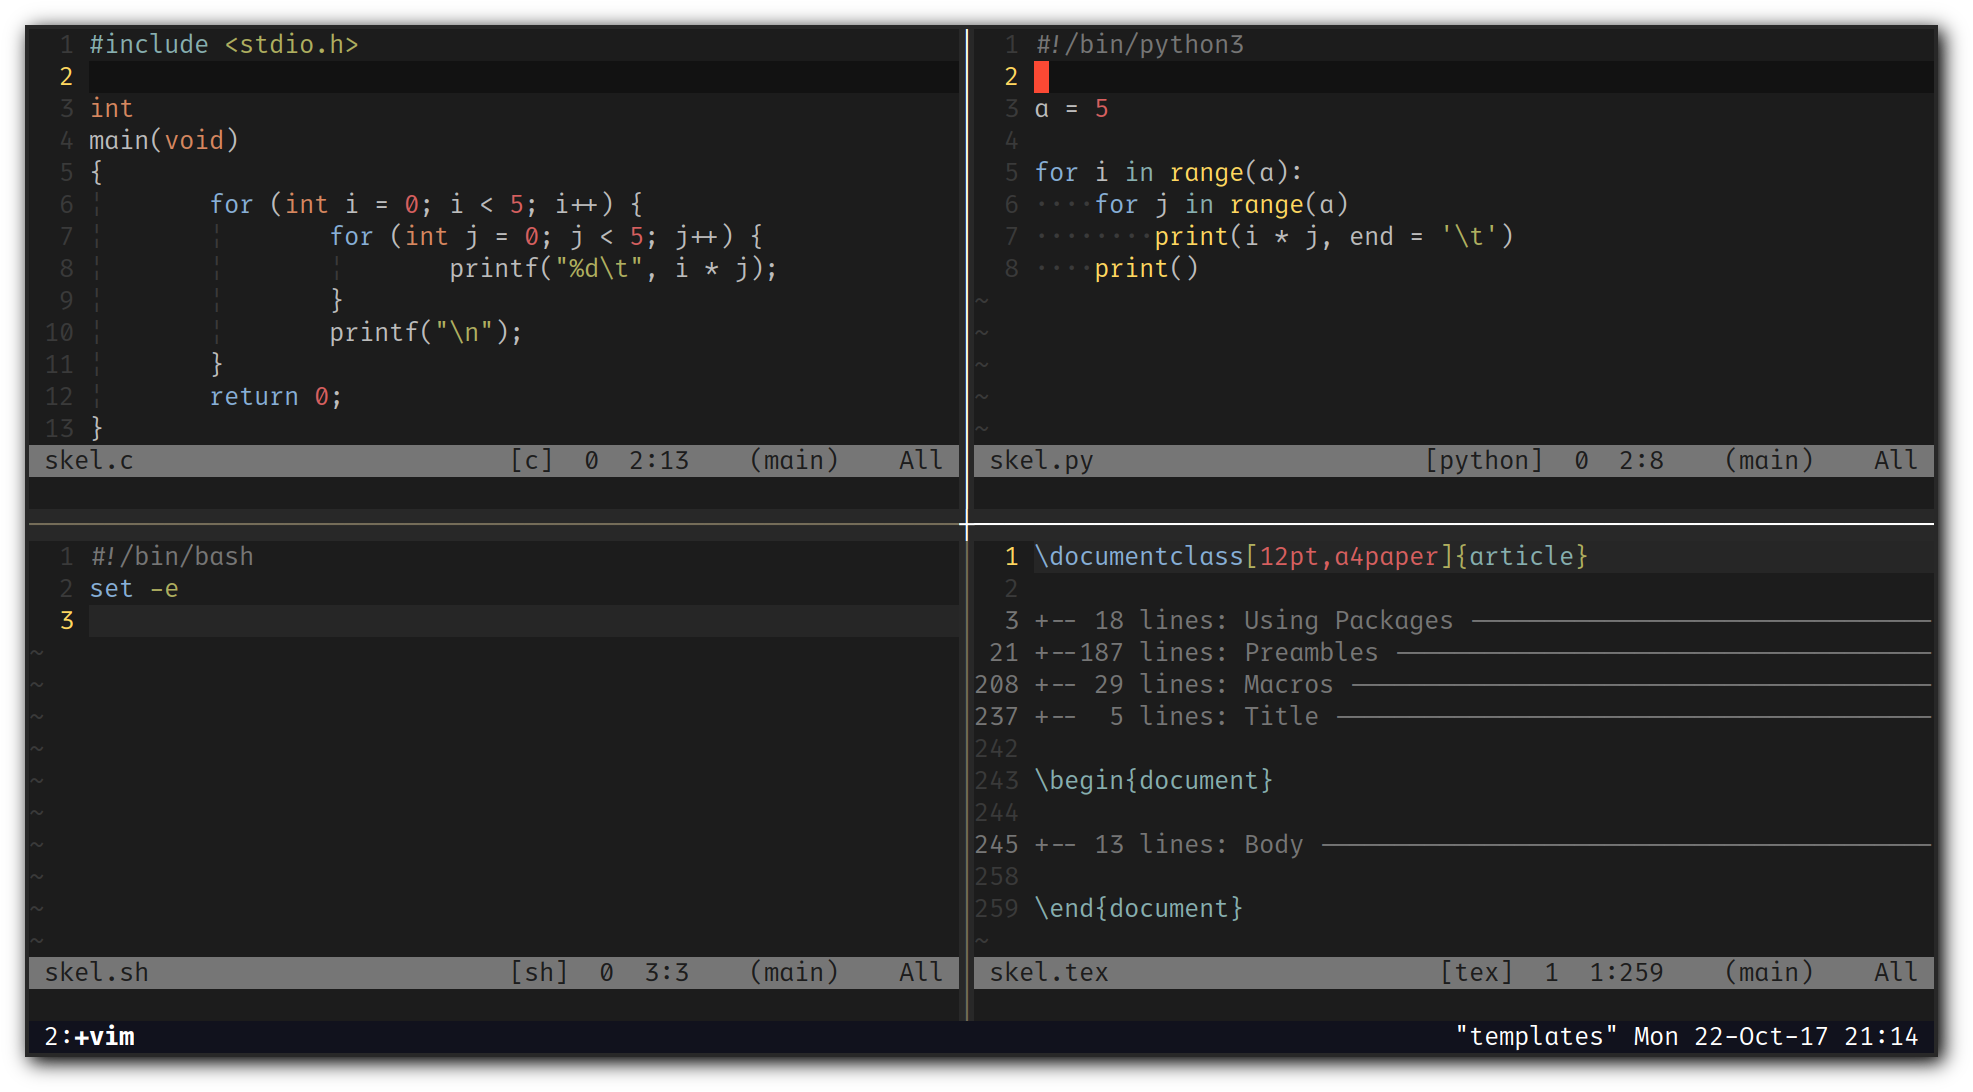 1 #include <stdio.h>
2
3 int
4 main(void)
5 {
6         for (int i = 0; i < 5; i++) {
7                 for (int j = 0; j < 5; j++) {
8                         printf("%d\t", i * j);
9                 }
10                 printf("\n");
11         }
12         return 0;
13 }
skel.c [c] 0 2:13 (main) All
1 #!/bin/python3
2
3 a = 5
4
5 for i in range(a):
6 ····for j in range(a)
7 ········print(i * j, end = '\t')
8 ····print()
~
~
~
~
~
skel.py [python] 0 2:8 (main) All
1 #!/bin/bash
2 set -e
3
~
~
~
~
~
~
~
~
~
~
skel.sh [sh] 0 3:3 (main) All
1 \documentclass[12pt,a4paper]{article}
2
3 +-- 18 lines: Using Packages
21 +--187 lines: Preambles
208 +-- 29 lines: Macros
237 +--  5 lines: Title
242
243 \begin{document}
244
245 +-- 13 lines: Body
258
259 \end{document}
~
skel.tex [tex] 1 1:259 (main) All
2:+vim "templates" Mon 22-Oct-17 21:14